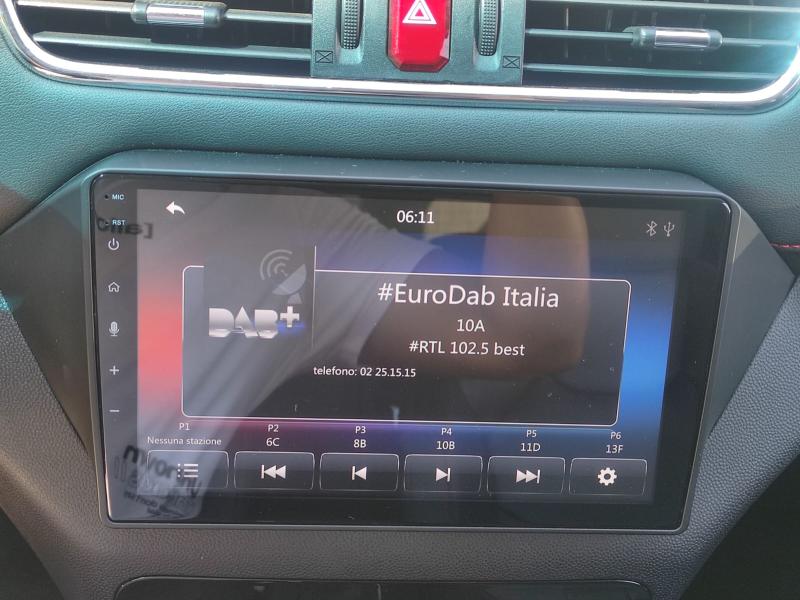 MIC
RST
06:11
DAB+
#EuroDab Italia
10A
#RTL 102.5 best
telefono: 02 25.15.15
P1
Nessuna stazione
P2
6C
P3
8B
P4
10B
P5
11D
P6
13F